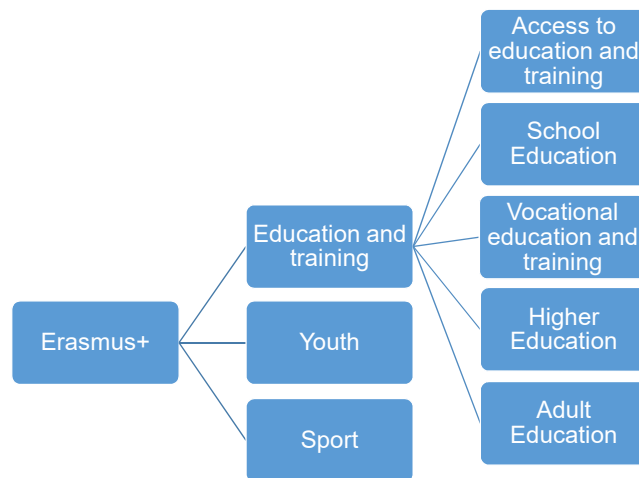 Erasmus+
Education and
training
Youth
Sport
Access to
education and
training
School
Education
Vocational
education and
training
Higher
Education
Adult
Education